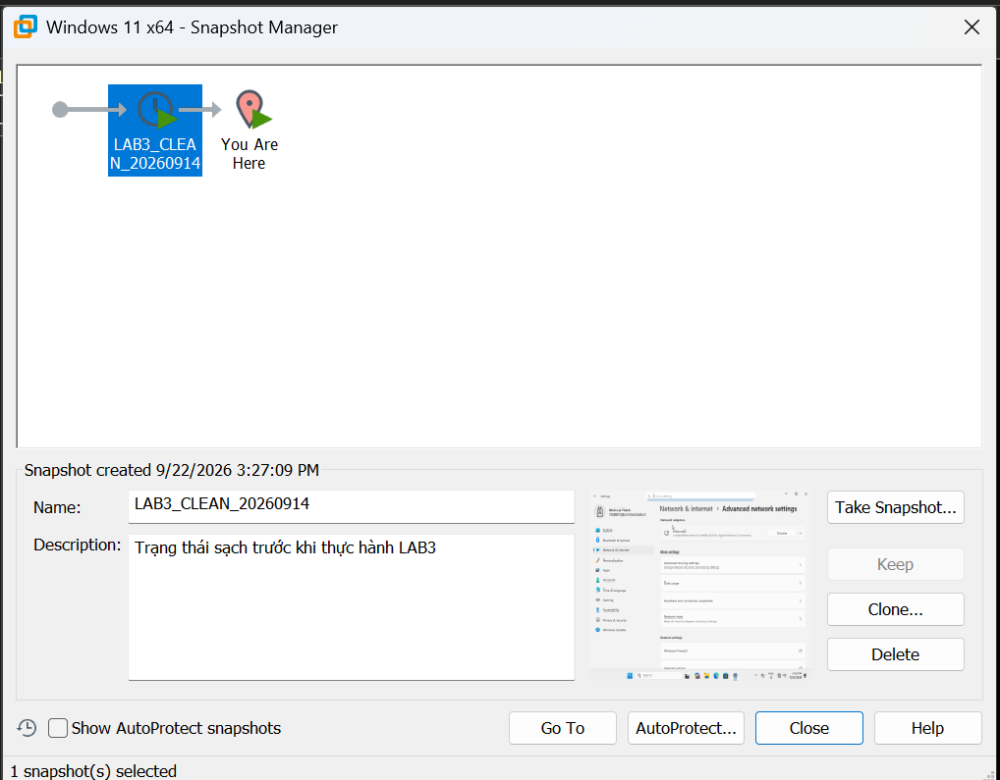 Windows 11 x64 - Snapshot Manager
LAB3_CLEA
N_20260914
You Are
Here
Snapshot created 9/22/2026 3:27:09 PM
Name:
LAB3_CLEAN_20260914
Description:
Trạng thái sạch trước khi thực hành LAB3
Network & internet › Advanced network settings
Take Snapshot...
Keep
Clone...
Delete
Show AutoProtect snapshots
Go To
AutoProtect...
Close
Help
1 snapshot(s) selected